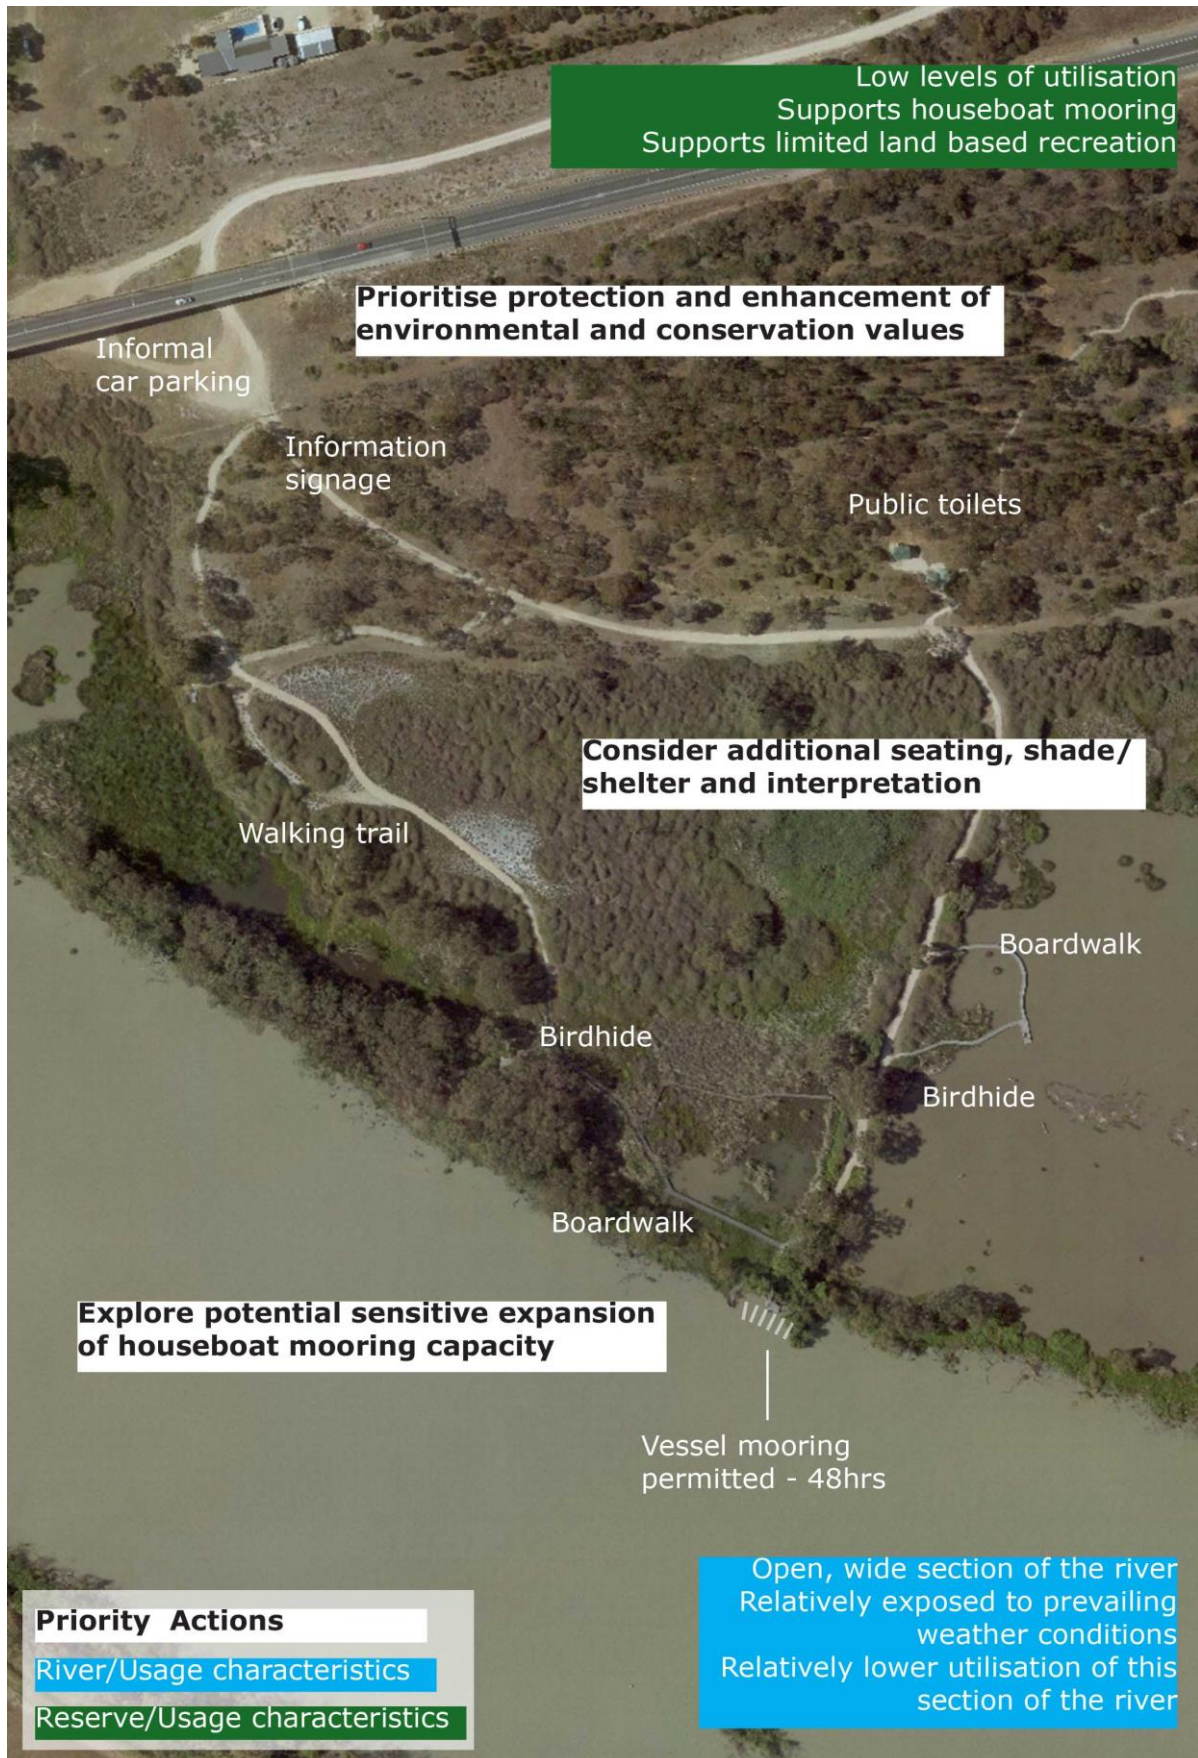 Low levels of utilisation
Supports houseboat mooring
Supports limited land based recreation
Prioritise protection and enhancement of
environmental and conservation values
Informal
car parking
Information
signage
Public toilets
Consider additional seating, shade/
shelter and interpretation
Walking trail
Boardwalk
Birdhide
Birdhide
Boardwalk
Explore potential sensitive expansion
of houseboat mooring capacity
Vessel mooring
permitted - 48hrs
Open, wide section of the river
Relatively exposed to prevailing
weather conditions
Relatively lower utilisation of this
section of the river
Priority Actions
River/Usage characteristics
Reserve/Usage characteristics